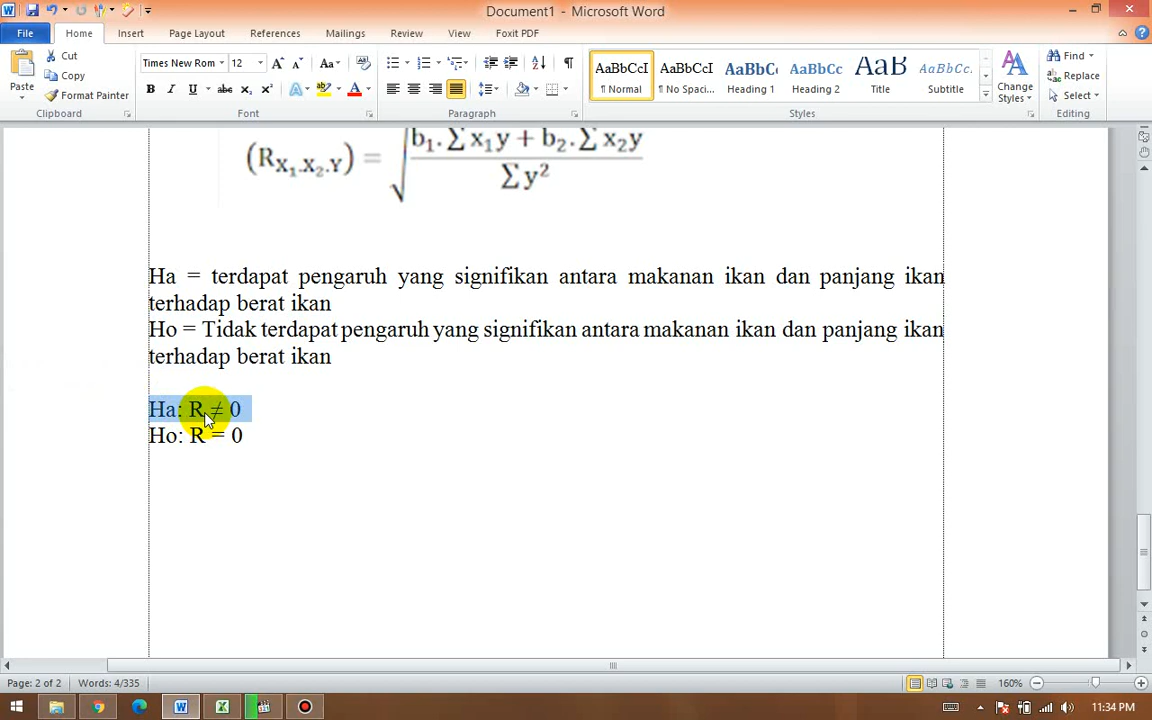 Document1 - Microsoft Word
File Home Insert Page Layout References Mailings Review View Foxit PDF
Paste Cut Copy Format Painter Clipboard
Times New Rom 12 Font
Paragraph
AaBbCcI AaBbCcI AaBbCc AaBbCc AaB AaBbCc.
¶ Normal ¶ No Spaci... Heading 1 Heading 2 Title Subtitle
Change Styles Styles
Find Replace Select Editing
(R_{X₁.X₂.Y}) = √((b₁.∑x₁y + b₂.∑x₂y) / ∑y²)
Ha = terdapat pengaruh yang signifikan antara makanan ikan dan panjang ikan
terhadap berat ikan
Ho = Tidak terdapat pengaruh yang signifikan antara makanan ikan dan panjang ikan
terhadap berat ikan
Ha: R ≠ 0
Ho: R = 0
Page: 2 of 2 Words: 4/335 160%
11:34 PM